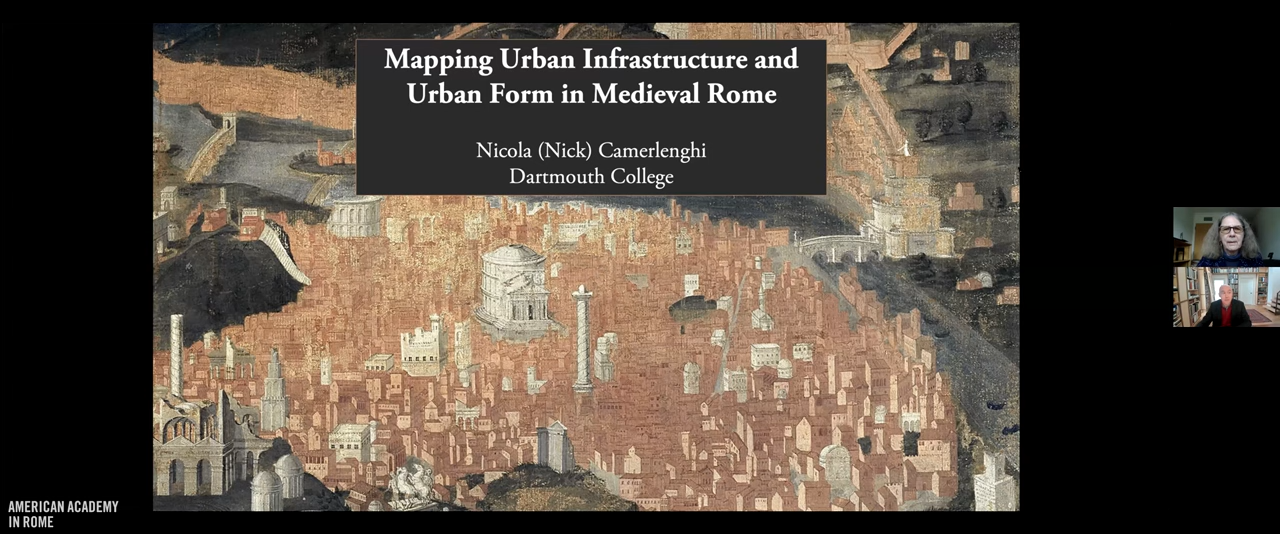 Mapping Urban Infrastructure and
Urban Form in Medieval Rome
Nicola (Nick) Camerlenghi
Dartmouth College
AMERICAN ACADEMY
IN ROME